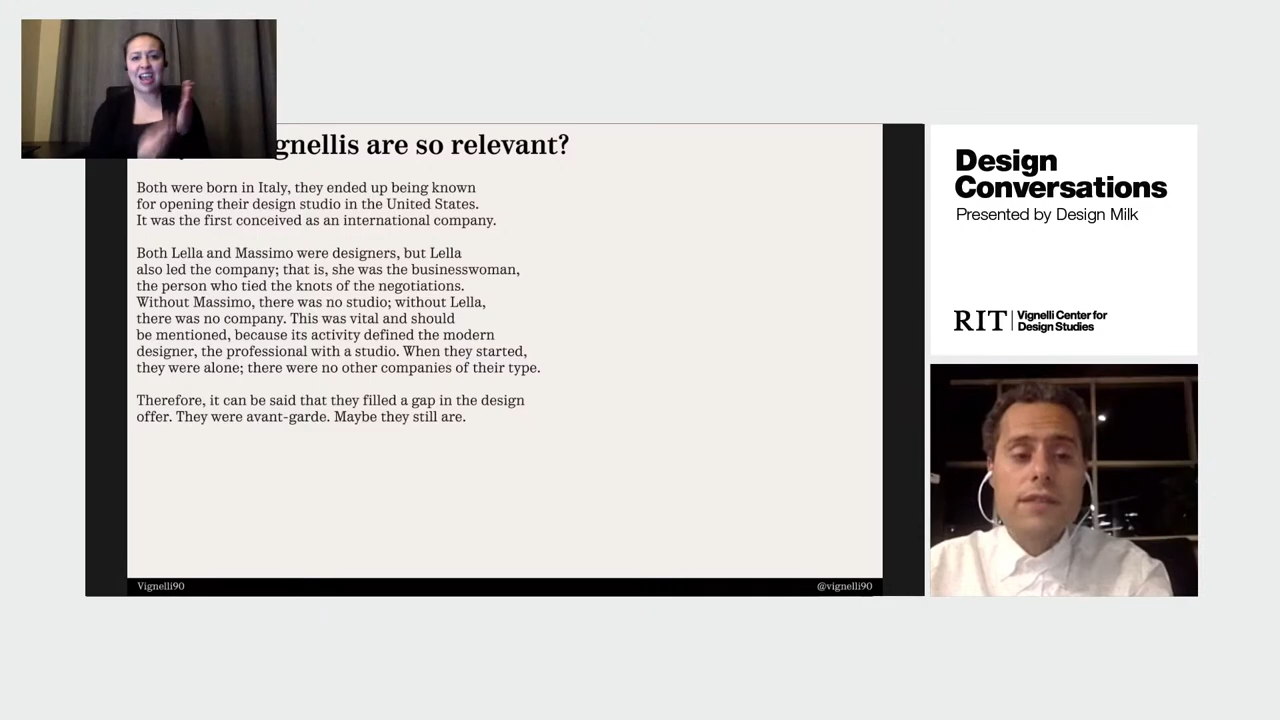 gnellis are so relevant?
Both were born in Italy, they ended up being known
for opening their design studio in the United States.
It was the first conceived as an international company.
Both Lella and Massimo were designers, but Lella
also led the company; that is, she was the businesswoman,
the person who tied the knots of the negotiations.
Without Massimo, there was no studio; without Lella,
there was no company. This was vital and should
be mentioned, because its activity defined the modern
designer, the professional with a studio. When they started,
they were alone; there were no other companies of their type.
Therefore, it can be said that they filled a gap in the design
offer. They were avant-garde. Maybe they still are.
Vignelli90
@vignelli90
Design
Conversations
Presented by Design Milk
RIT
Vignelli Center for
Design Studies